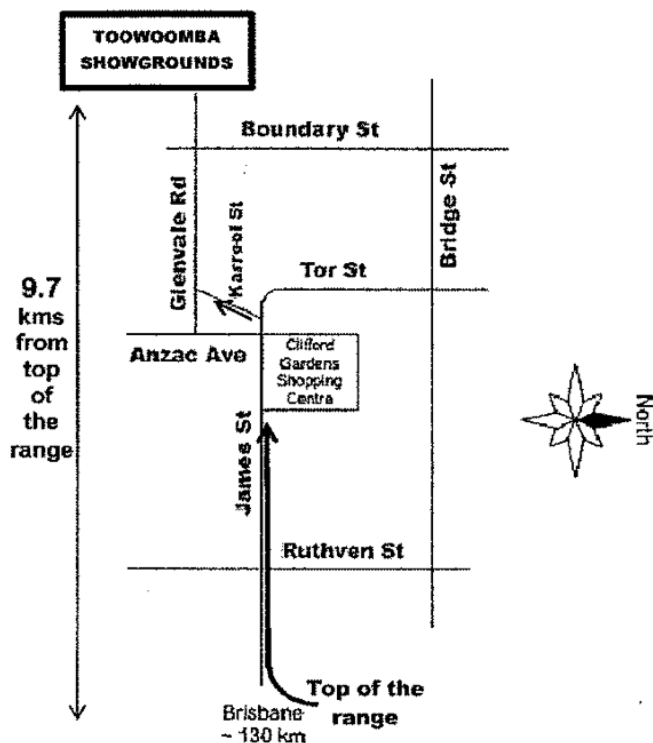 TOOWOOMBA
SHOWGROUNDS
Boundary St
Glenvale Rd
Karrool St
Bridge St
Tor St
9.7
kms
from
top
of
the
range
Anzac Ave
Clifford
Gardens
Shopping
Centre
North
James St
Ruthven St
Top of the
range
Brisbane
~ 130 km